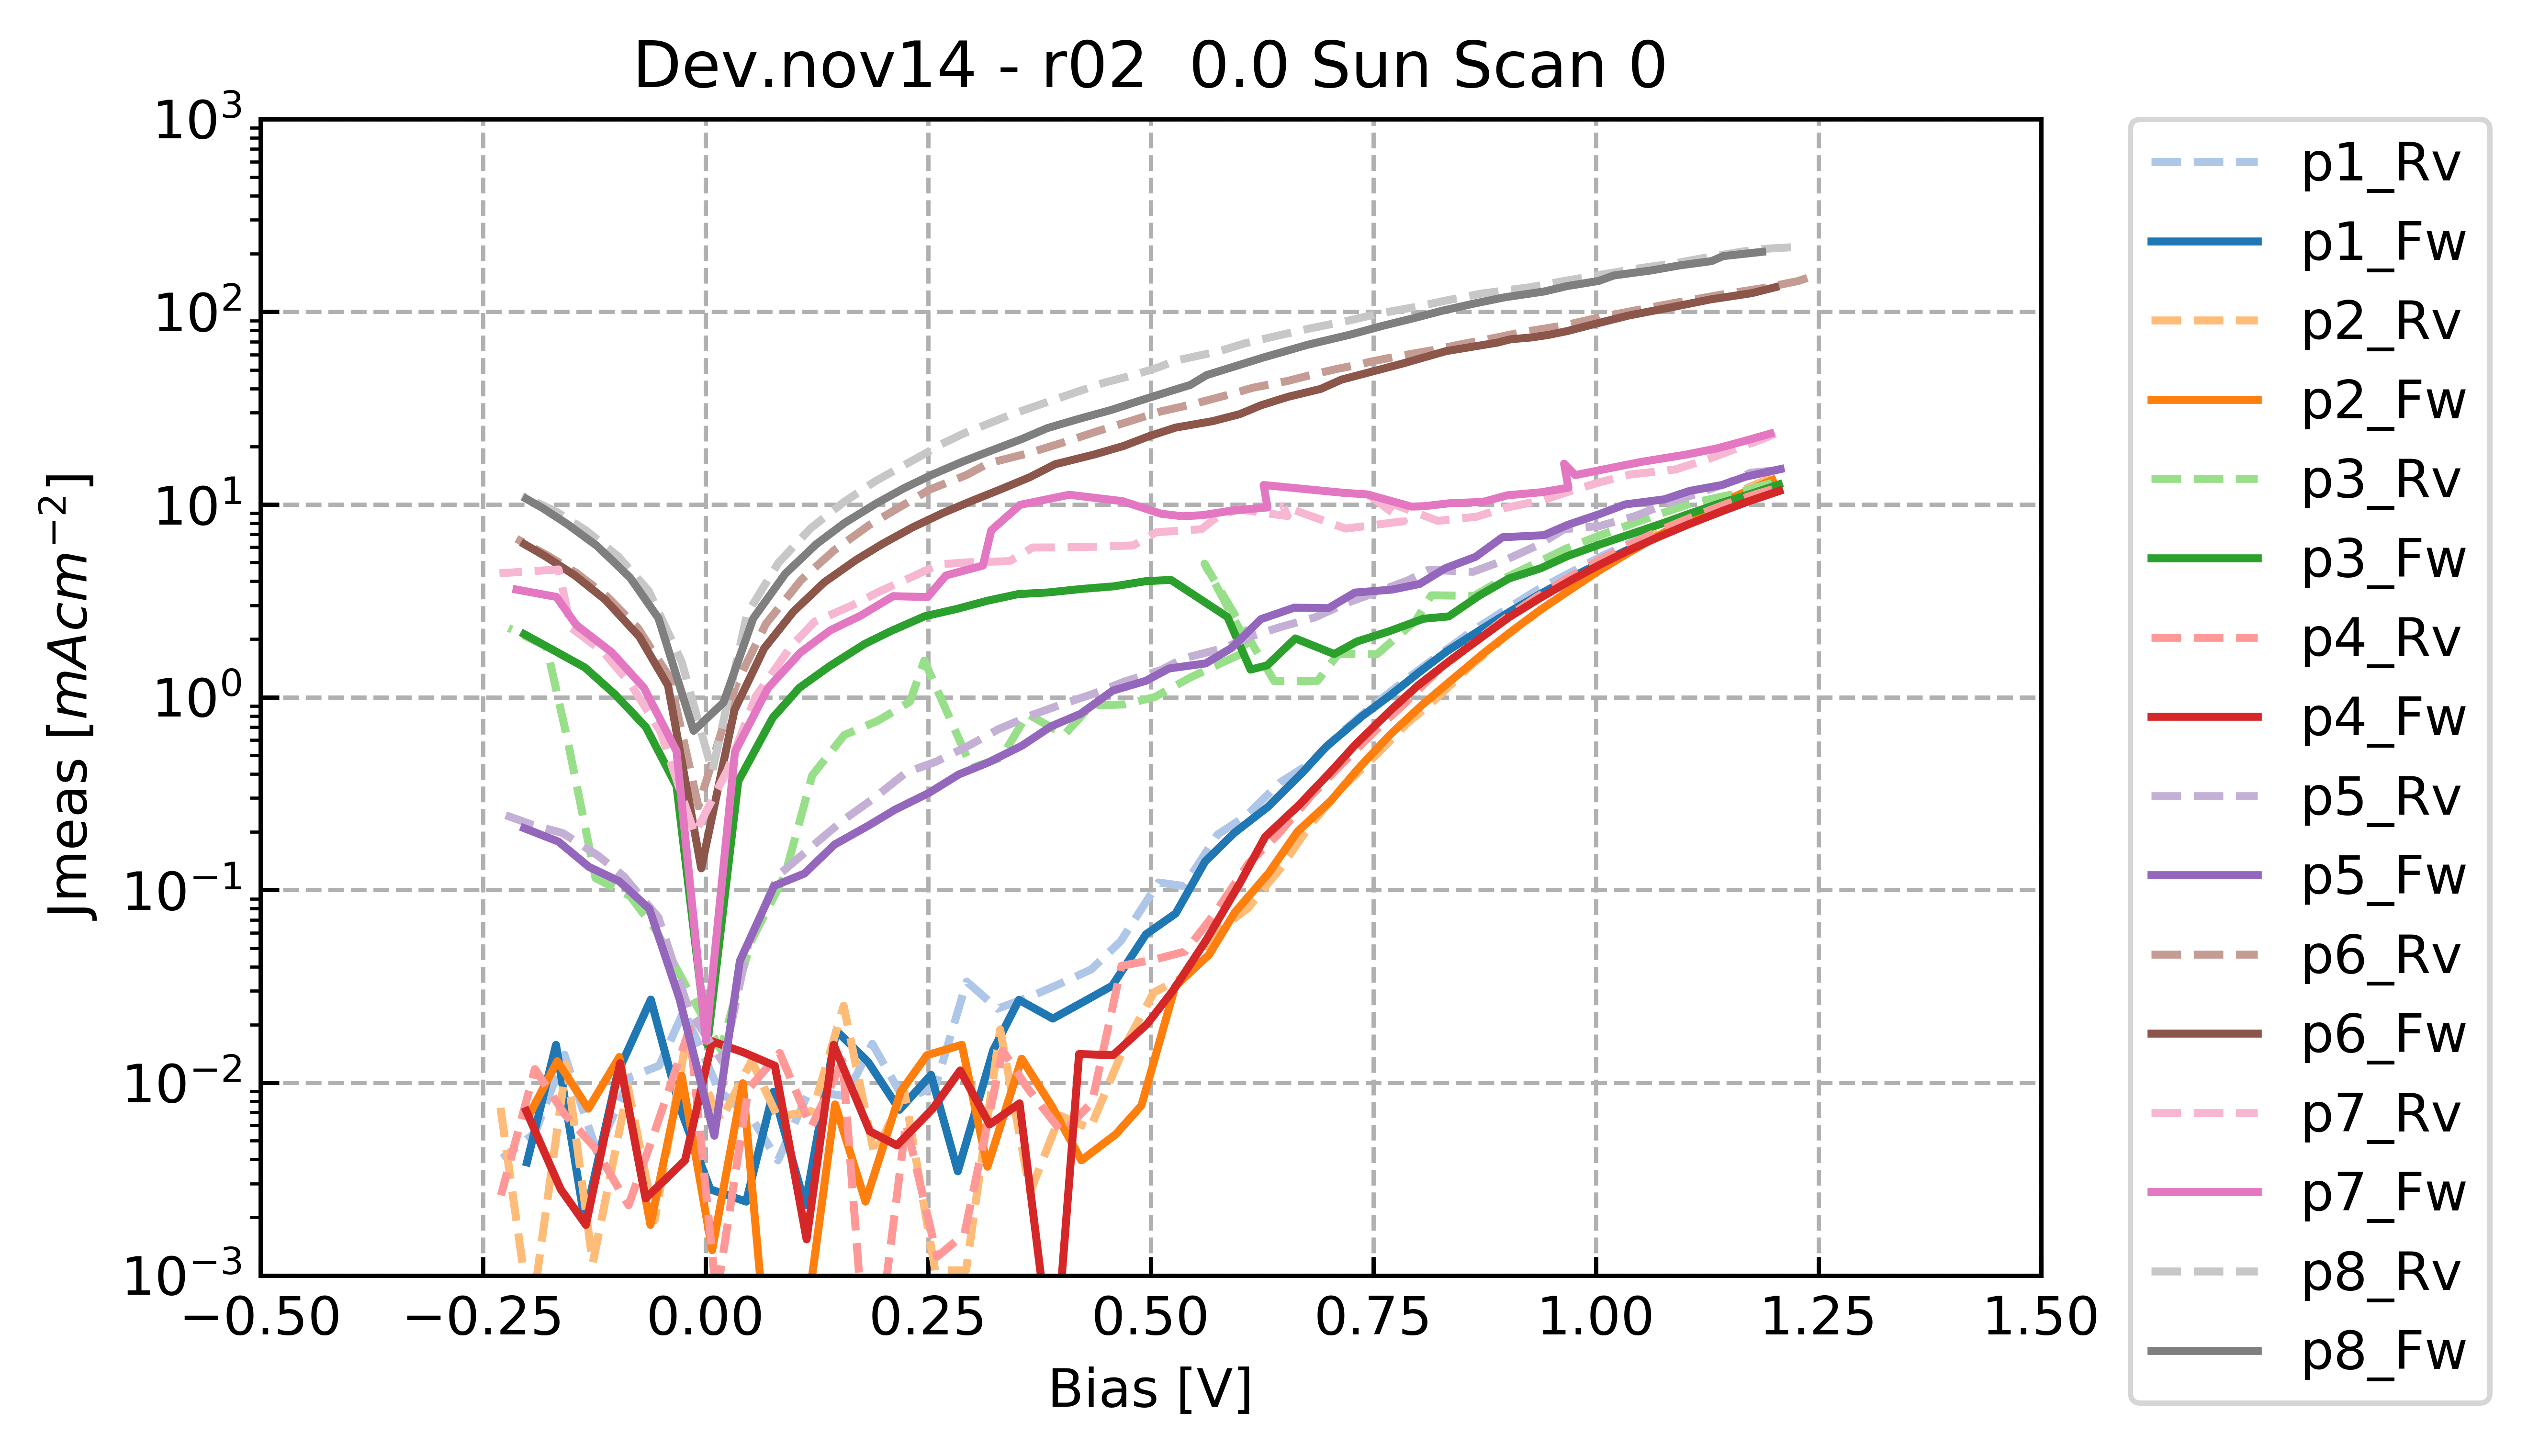 Dev.nov14 - r02  0.0 Sun Scan 0
10^3
10^2
10^1
10^0
10^−1
10^−2
10^−3
Jmeas [mAcm^−2]
−0.50 −0.25 0.00 0.25 0.50 0.75 1.00 1.25 1.50
Bias [V]
p1_Rv
p1_Fw
p2_Rv
p2_Fw
p3_Rv
p3_Fw
p4_Rv
p4_Fw
p5_Rv
p5_Fw
p6_Rv
p6_Fw
p7_Rv
p7_Fw
p8_Rv
p8_Fw